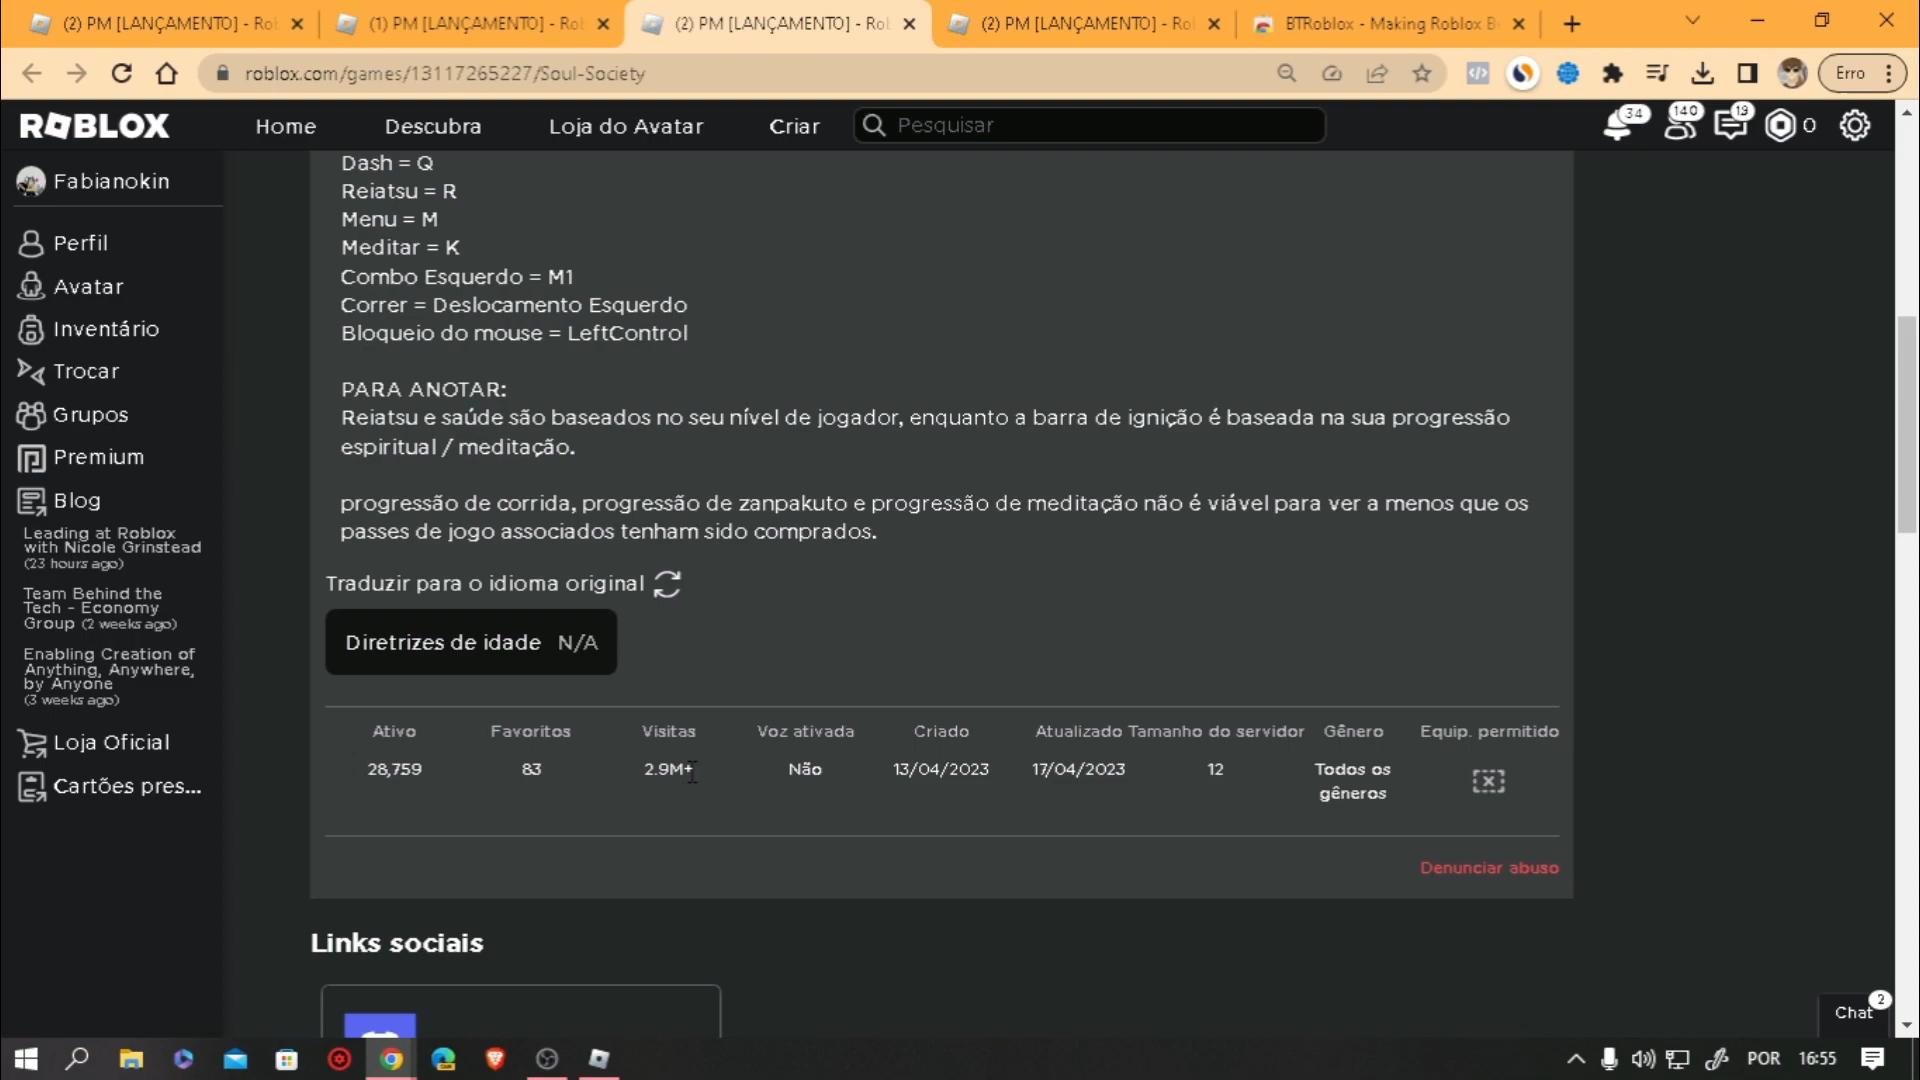 (2) PM [LANÇAMENTO] - Ro
(1) PM [LANÇAMENTO] - Ro
(2) PM [LANÇAMENTO] - Ro
(2) PM [LANÇAMENTO] - Ro
BTRoblox - Making Roblox B
roblox.com/games/13117265227/Soul-Society
Erro
ROBLOX
Home
Descubra
Loja do Avatar
Criar
Pesquisar
34
140
19
0
Fabianokin
Perfil
Avatar
Inventário
Trocar
Grupos
Premium
Blog
Leading at Roblox
with Nicole Grinstead
(23 hours ago)
Team Behind the
Tech - Economy
Group (2 weeks ago)
Enabling Creation of
Anything, Anywhere,
by Anyone
(3 weeks ago)
Loja Oficial
Cartões pres...
Dash = Q
Reiatsu = R
Menu = M
Meditar = K
Combo Esquerdo = M1
Correr = Deslocamento Esquerdo
Bloqueio do mouse = LeftControl
PARA ANOTAR:
Reiatsu e saúde são baseados no seu nível de jogador, enquanto a barra de ignição é baseada na sua progressão
espiritual / meditação.
progressão de corrida, progressão de zanpakuto e progressão de meditação não é viável para ver a menos que os
passes de jogo associados tenham sido comprados.
Traduzir para o idioma original
Diretrizes de idade N/A
Ativo Favoritos Visitas Voz ativada Criado Atualizado Tamanho do servidor Gênero Equip. permitido
28,759 83 2.9M+ Não 13/04/2023 17/04/2023 12 Todos os
gêneros
Denunciar abuso
Links sociais
Chat
2
POR
16:55